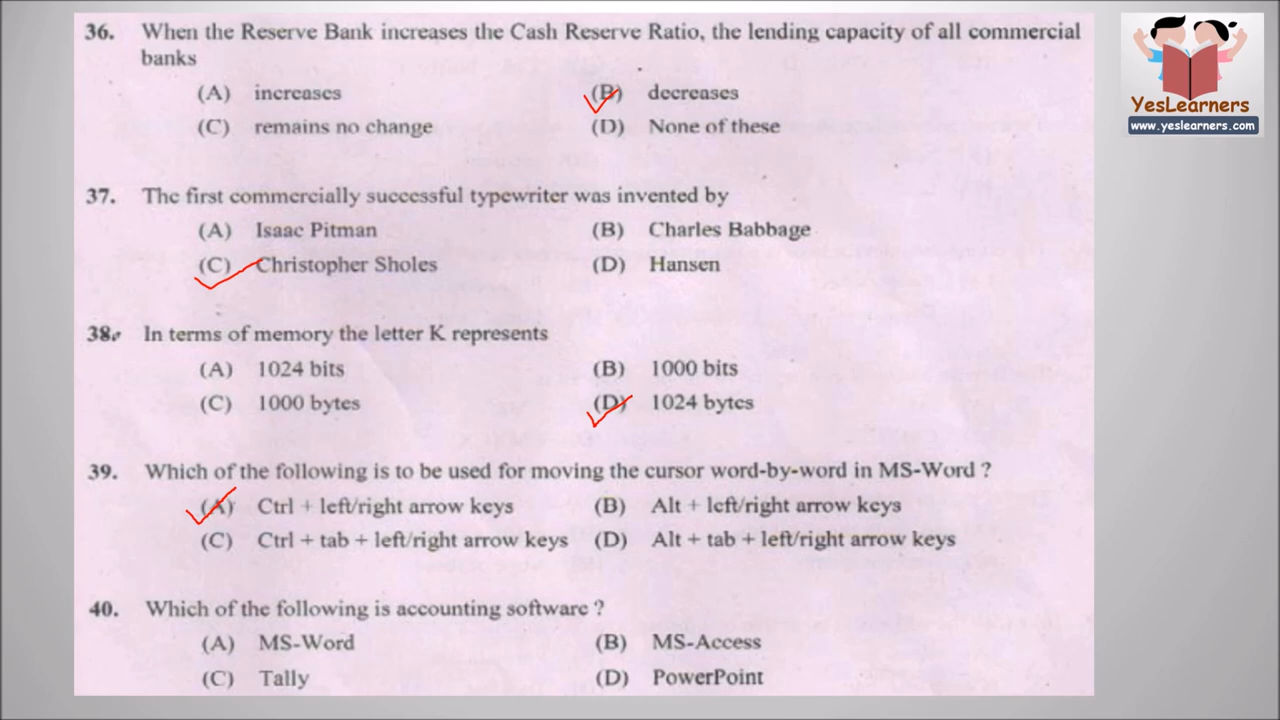 36. When the Reserve Bank increases the Cash Reserve Ratio, the lending capacity of all commercial
banks
(A) increases (B) decreases
(C) remains no change (D) None of these
37. The first commercially successful typewriter was invented by
(A) Isaac Pitman (B) Charles Babbage
(C) Christopher Sholes (D) Hansen
38. In terms of memory the letter K represents
(A) 1024 bits (B) 1000 bits
(C) 1000 bytes (D) 1024 bytes
39. Which of the following is to be used for moving the cursor word-by-word in MS-Word ?
(A) Ctrl + left/right arrow keys (B) Alt + left/right arrow keys
(C) Ctrl + tab + left/right arrow keys (D) Alt + tab + left/right arrow keys
40. Which of the following is accounting software ?
(A) MS-Word (B) MS-Access
(C) Tally (D) PowerPoint
YesLearners
www.yeslearners.com